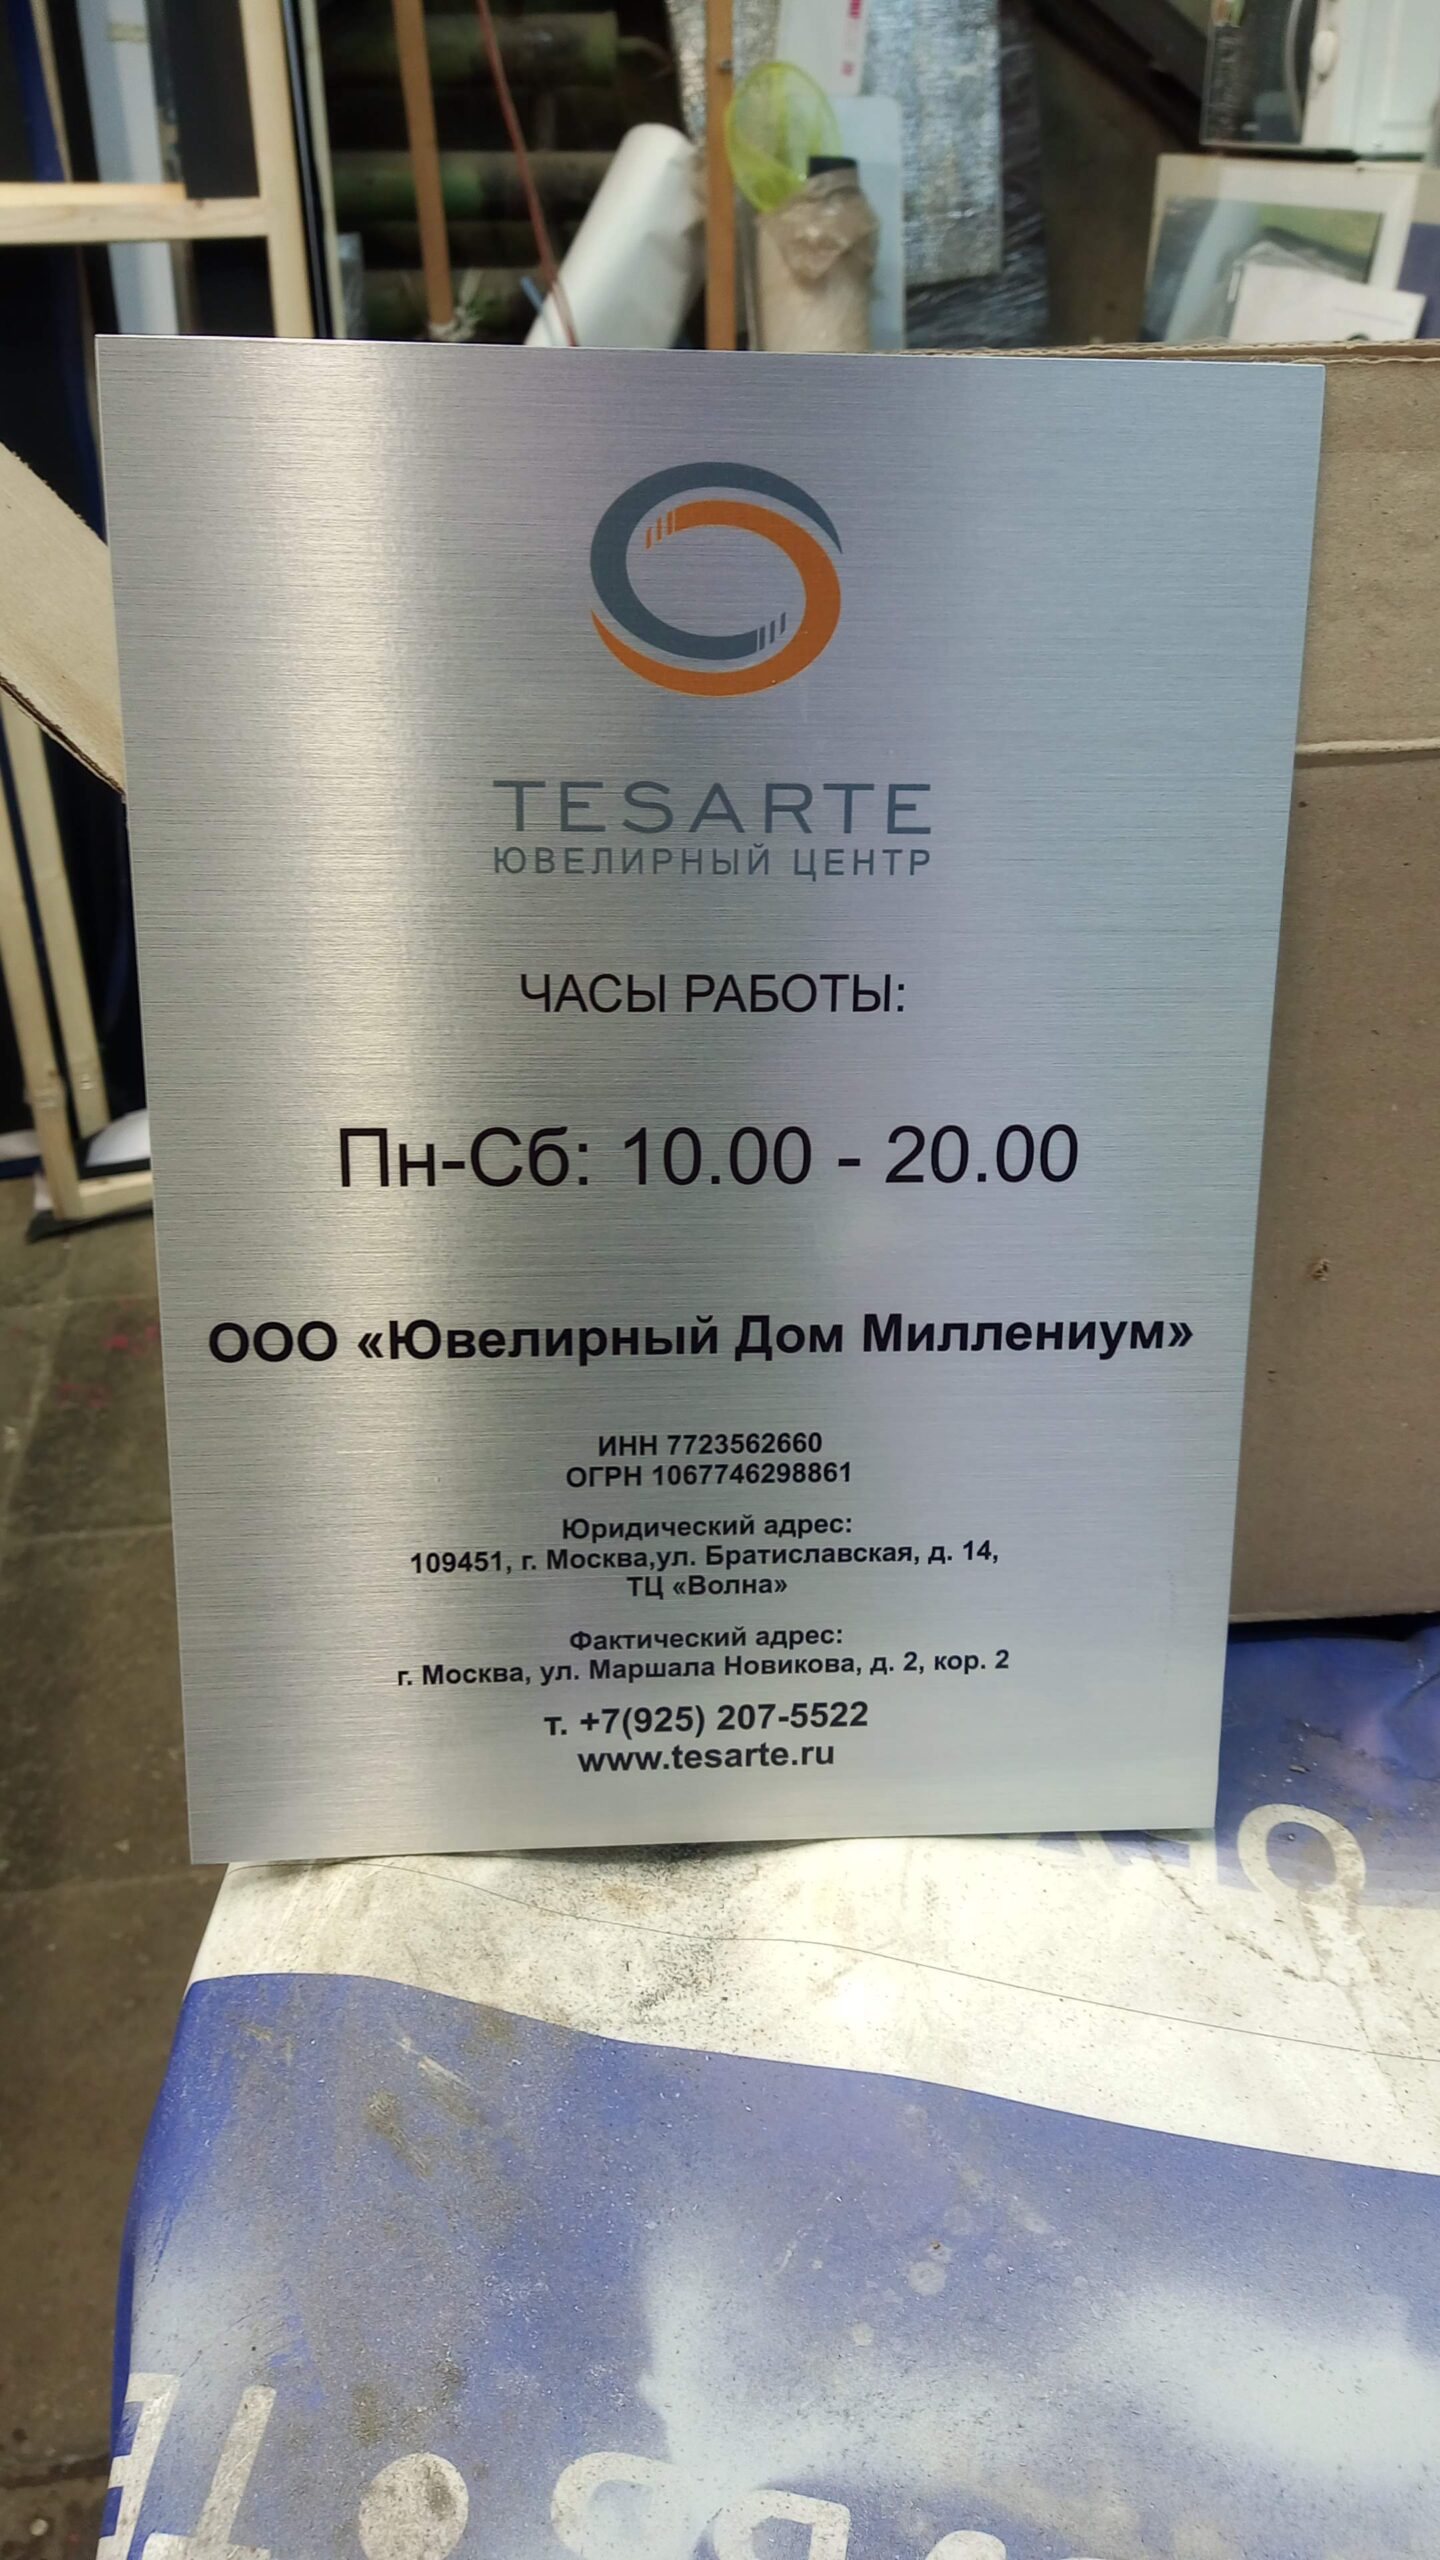 TESARTE
ЮВЕЛИРНЫЙ ЦЕНТР
ЧАСЫ РАБОТЫ:
Пн-Сб: 10.00 - 20.00
ООО «Ювелирный Дом Миллениум»
ИНН 7723562660
ОГРН 1067746298861
Юридический адрес:
109451, г. Москва,ул. Братиславская, д. 14,
ТЦ «Волна»
Фактический адрес:
г. Москва, ул. Маршала Новикова, д. 2, кор. 2
т. +7(925) 207-5522
www.tesarte.ru